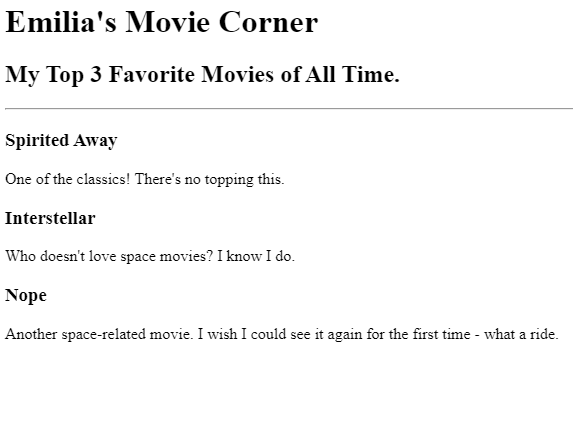 Emilia's Movie Corner
My Top 3 Favorite Movies of All Time.
Spirited Away
One of the classics! There's no topping this.
Interstellar
Who doesn't love space movies? I know I do.
Nope
Another space-related movie. I wish I could see it again for the first time - what a ride.